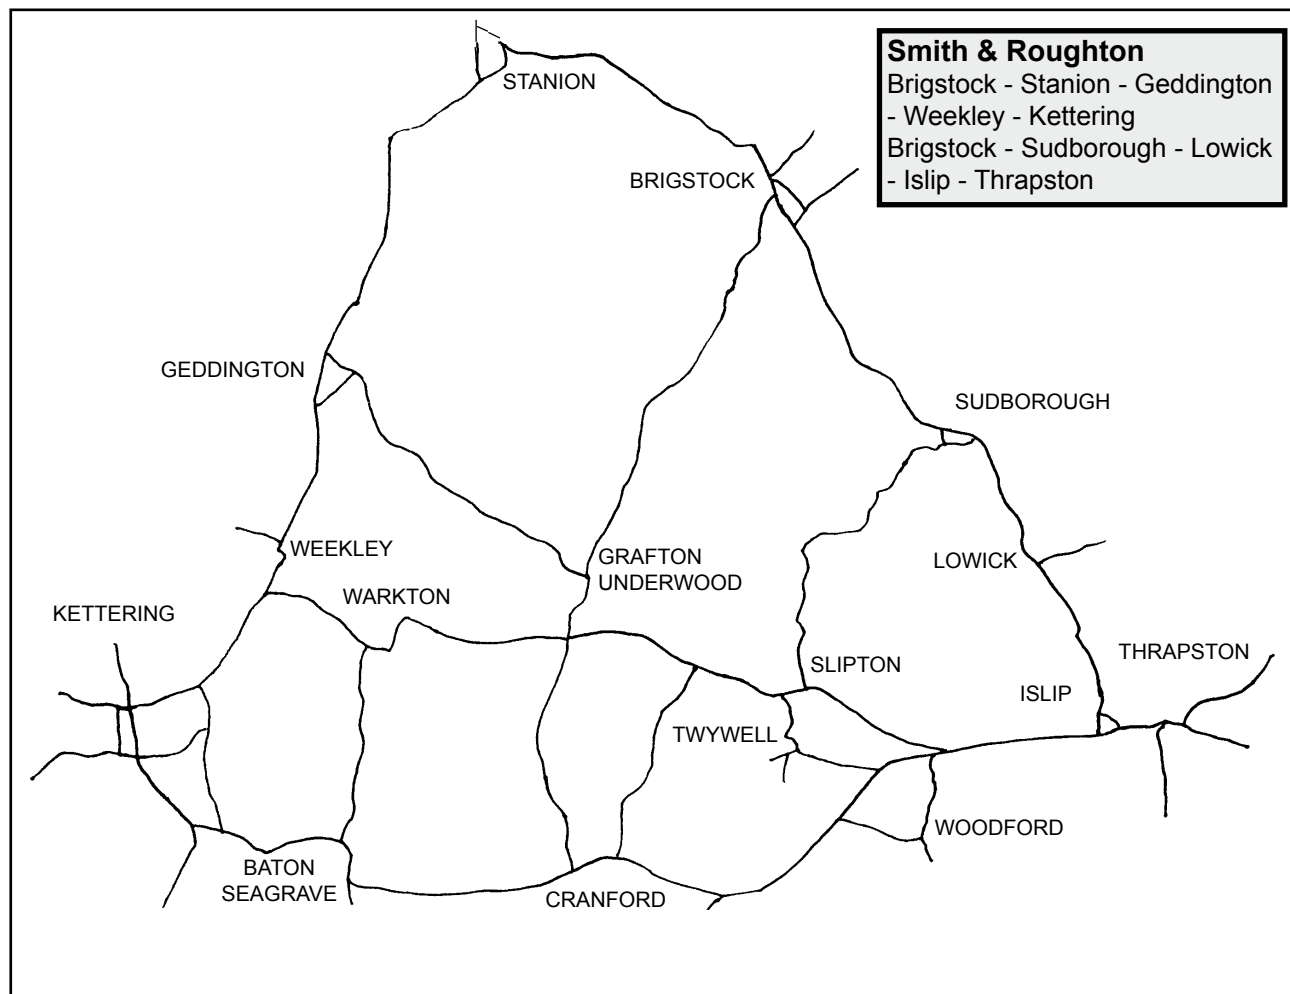 Smith & Roughton
Brigstock - Stanion - Geddington
- Weekley - Kettering
Brigstock - Sudborough - Lowick
- Islip - Thrapston
STANION
BRIGSTOCK
GEDDINGTON
SUDBOROUGH
WEEKLEY
GRAFTON
UNDERWOOD
LOWICK
WARKTON
KETTERING
THRAPSTON
SLIPTON
ISLIP
TWYWELL
WOODFORD
BATON
SEAGRAVE
CRANFORD